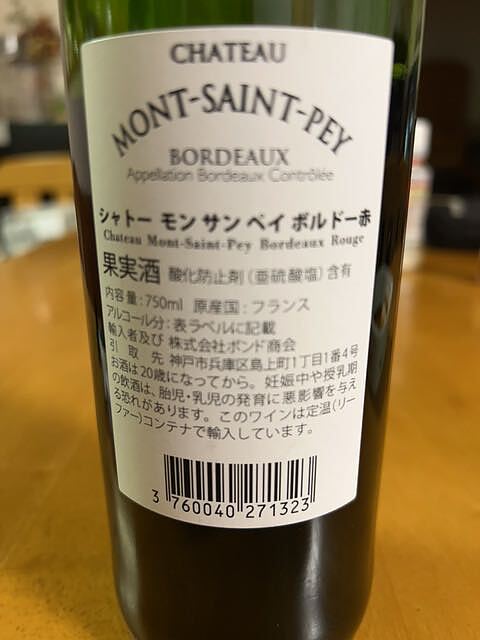 CHATEAU
MONT-SAINT-PEY
BORDEAUX
Appellation Bordeaux Contrôlée
シャトー モン サン ペイ ボルドー赤
Chateau Mont-Saint-Pey Bordeaux Rouge
果実酒 酸化防止剤（亜硫酸塩）含有
内容量：750ml 原産国：フランス
アルコール分：表ラベルに記載
輸入者及び 株式会社ボンド商会
引取先 神戸市兵庫区島上町1丁目1番4号
お酒は20歳になってから。妊娠中や授乳期
の飲酒は、胎児・乳児の発育に悪影響を与え
る恐れがあります。このワインは定温（リー
ファー）コンテナで輸入しています。
3 760040 271323